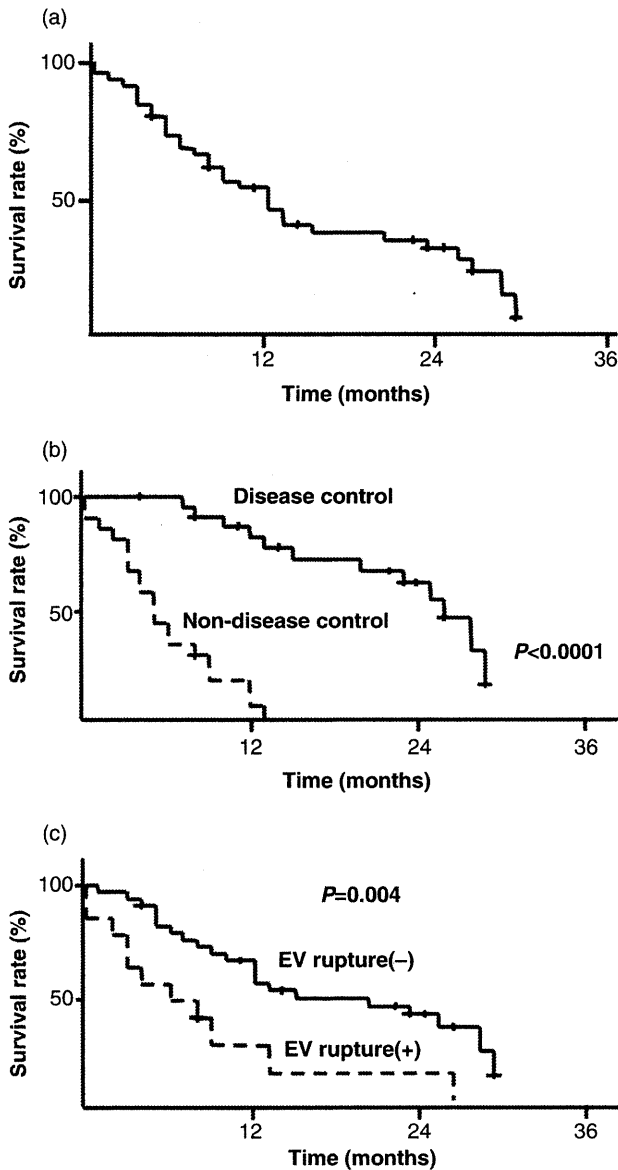 (a)
100
50
Survival rate (%)
12
24
36
Time (months)
(b)
100
Disease control
50
Non-disease control
P<0.0001
Survival rate (%)
12
24
36
Time (months)
(c)
100
P=0.004
EV rupture(–)
50
EV rupture(+)
Survival rate (%)
12
24
36
Time (months)